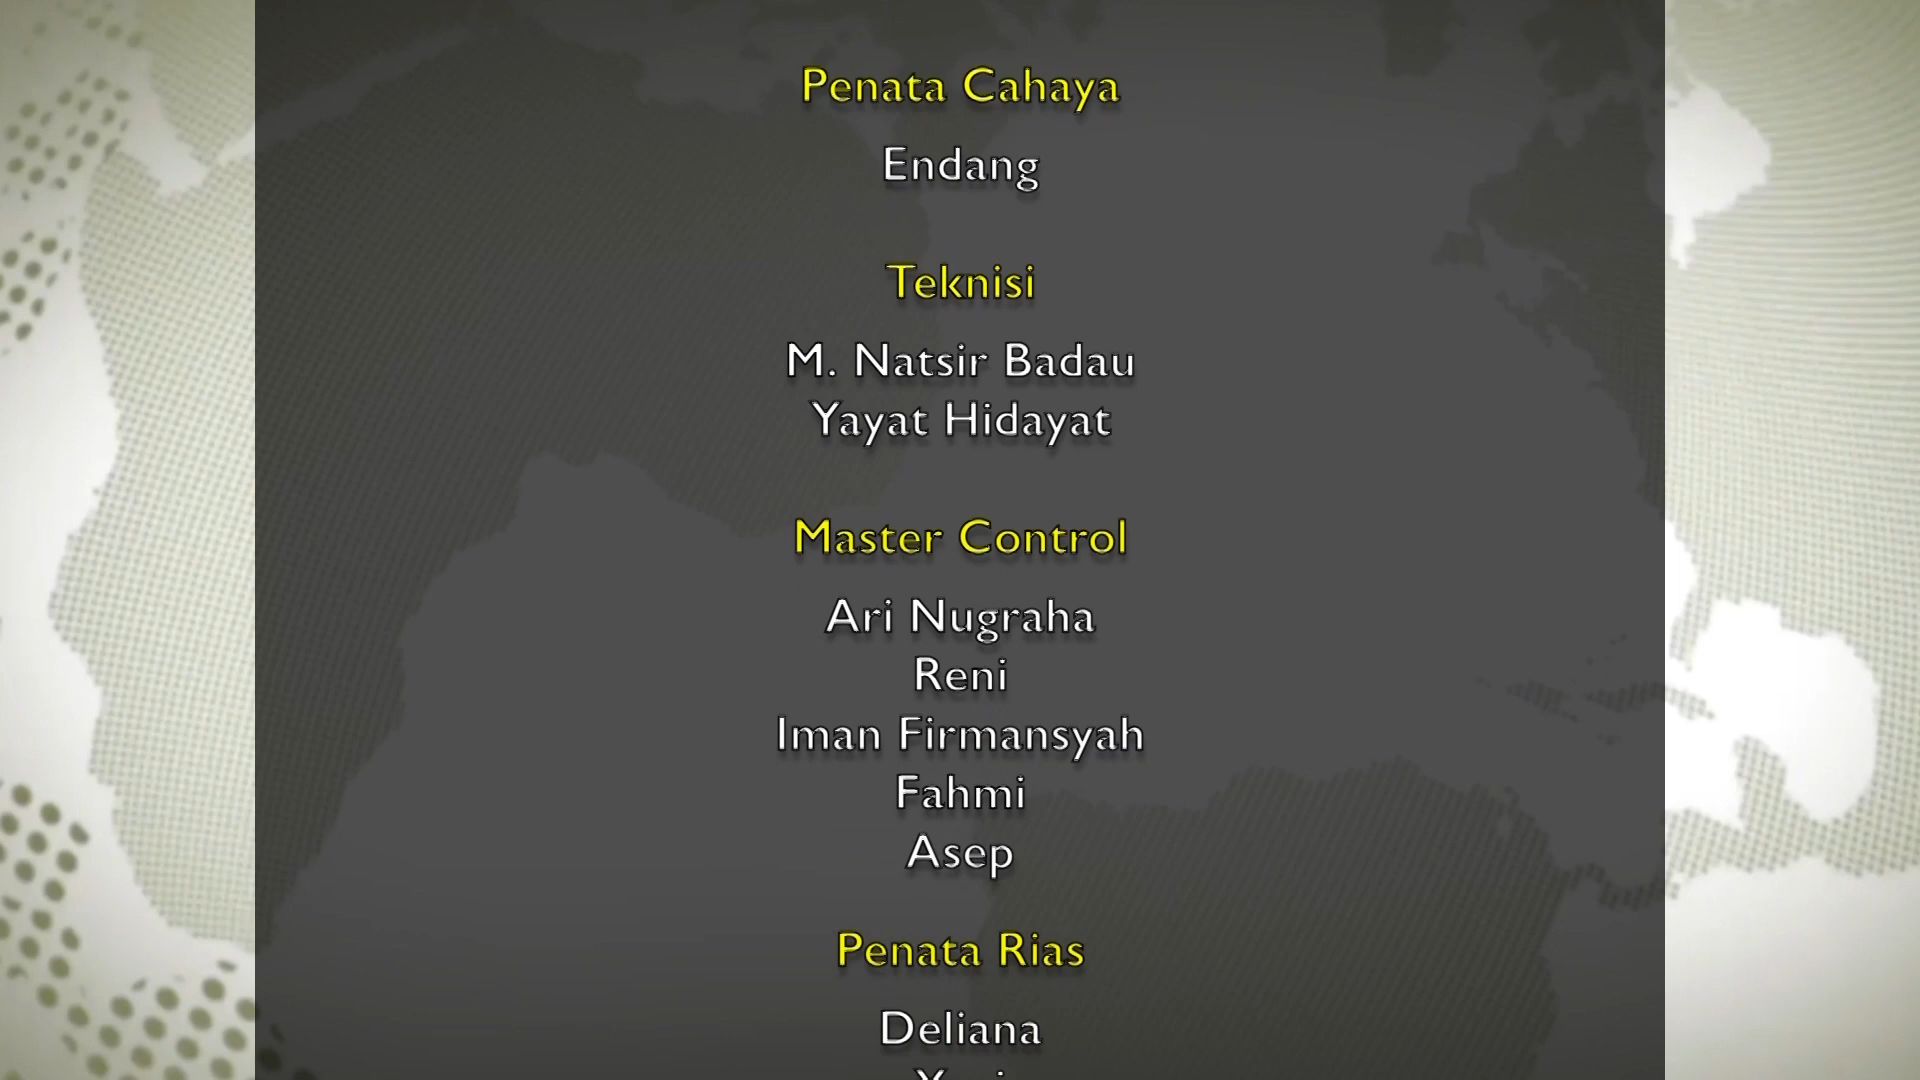 Penata Cahaya
Endang
Teknisi
M. Natsir Badau
Yayat Hidayat
Master Control
Ari Nugraha
Reni
Iman Firmansyah
Fahmi
Asep
Penata Rias
Deliana